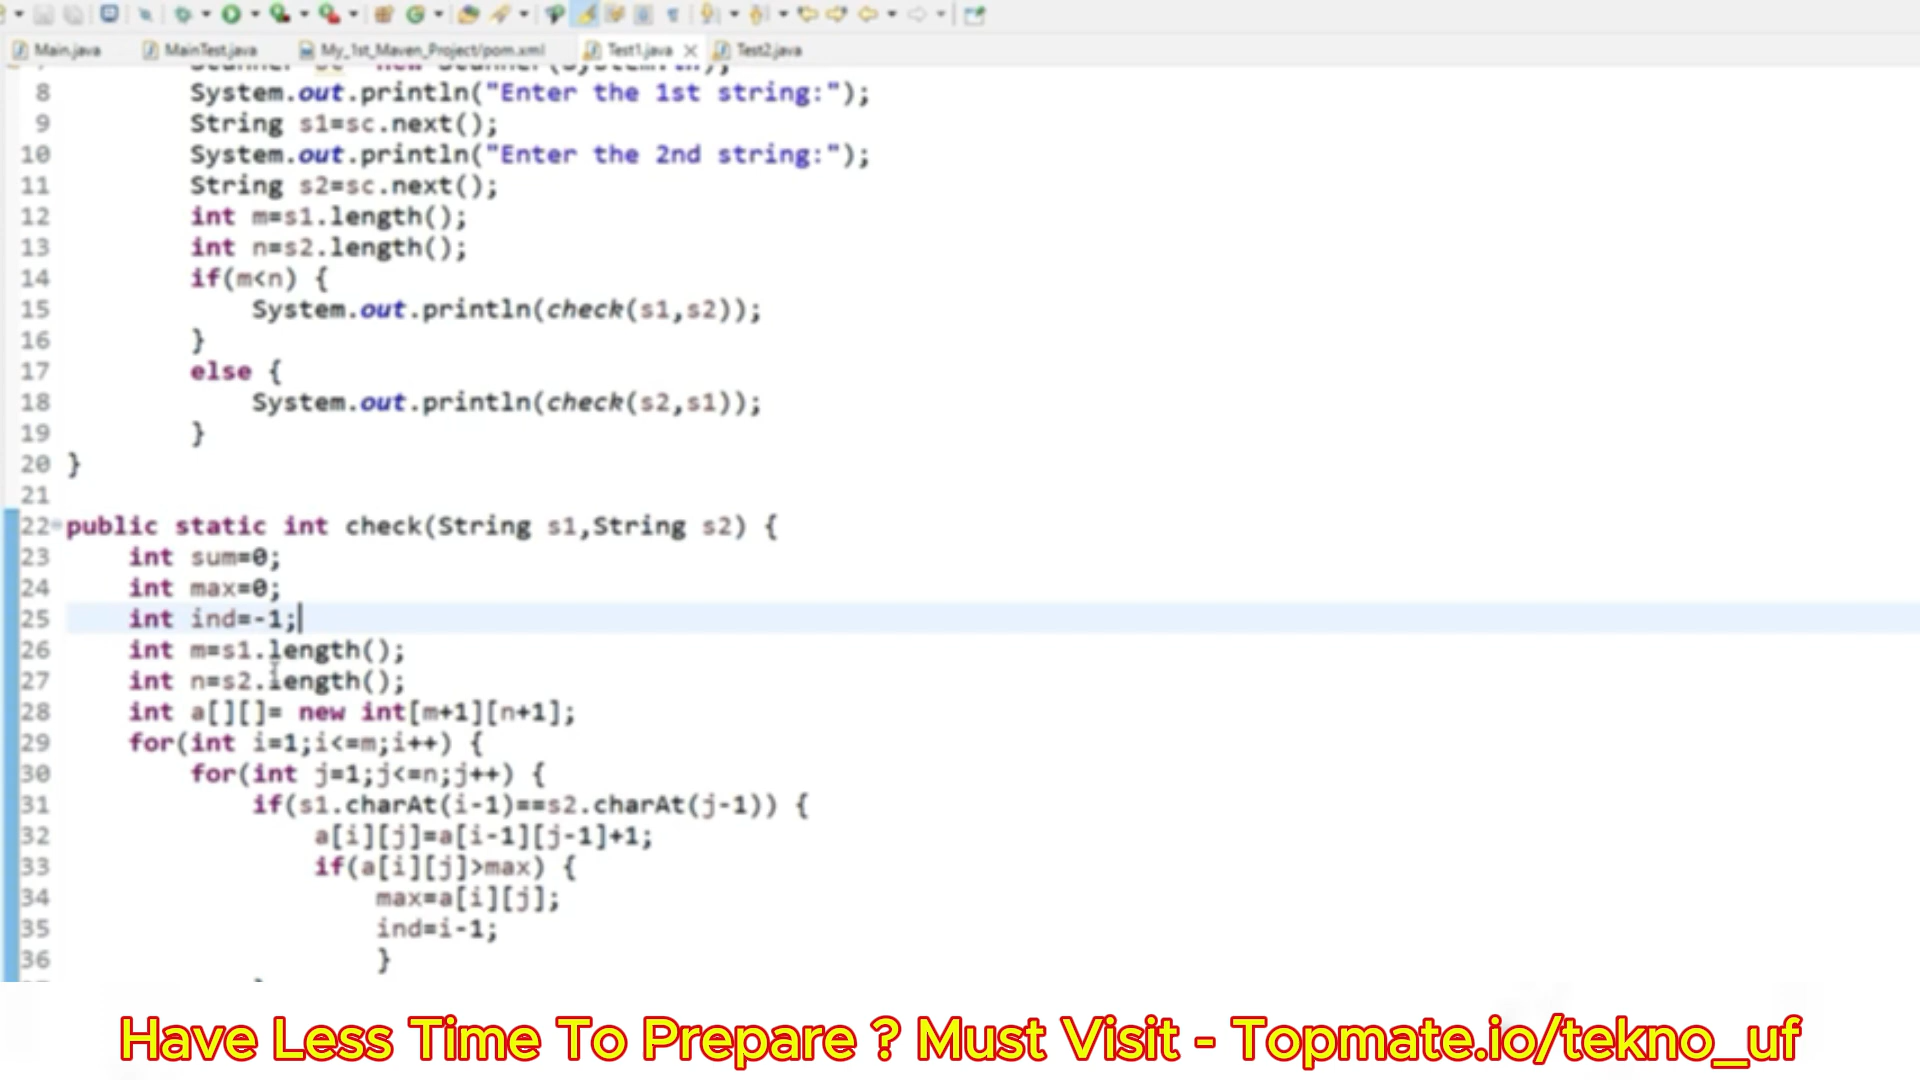 Main.java MainTest.java My_1st_Maven_Project/pom.xml Test1.java Test2.java
8 System.out.println("Enter the 1st string:");
9 String s1=sc.next();
10 System.out.println("Enter the 2nd string:");
11 String s2=sc.next();
12 int m=s1.length();
13 int n=s2.length();
14 if(m<n) {
15 System.out.println(check(s1,s2));
16 }
17 else {
18 System.out.println(check(s2,s1));
19 }
20 }
21
22 public static int check(String s1,String s2) {
23 int sum=0;
24 int max=0;
25 int ind=-1;
26 int m=s1.length();
27 int n=s2.length();
28 int a[][]= new int[m+1][n+1];
29 for(int i=1;i<=m;i++) {
30 for(int j=1;j<=n;j++) {
31 if(s1.charAt(i-1)==s2.charAt(j-1)) {
32 a[i][j]=a[i-1][j-1]+1;
33 if(a[i][j]>max) {
34 max=a[i][j];
35 ind=i-1;
36 }
Have Less Time To Prepare ? Must Visit - Topmate.io/tekno_uf